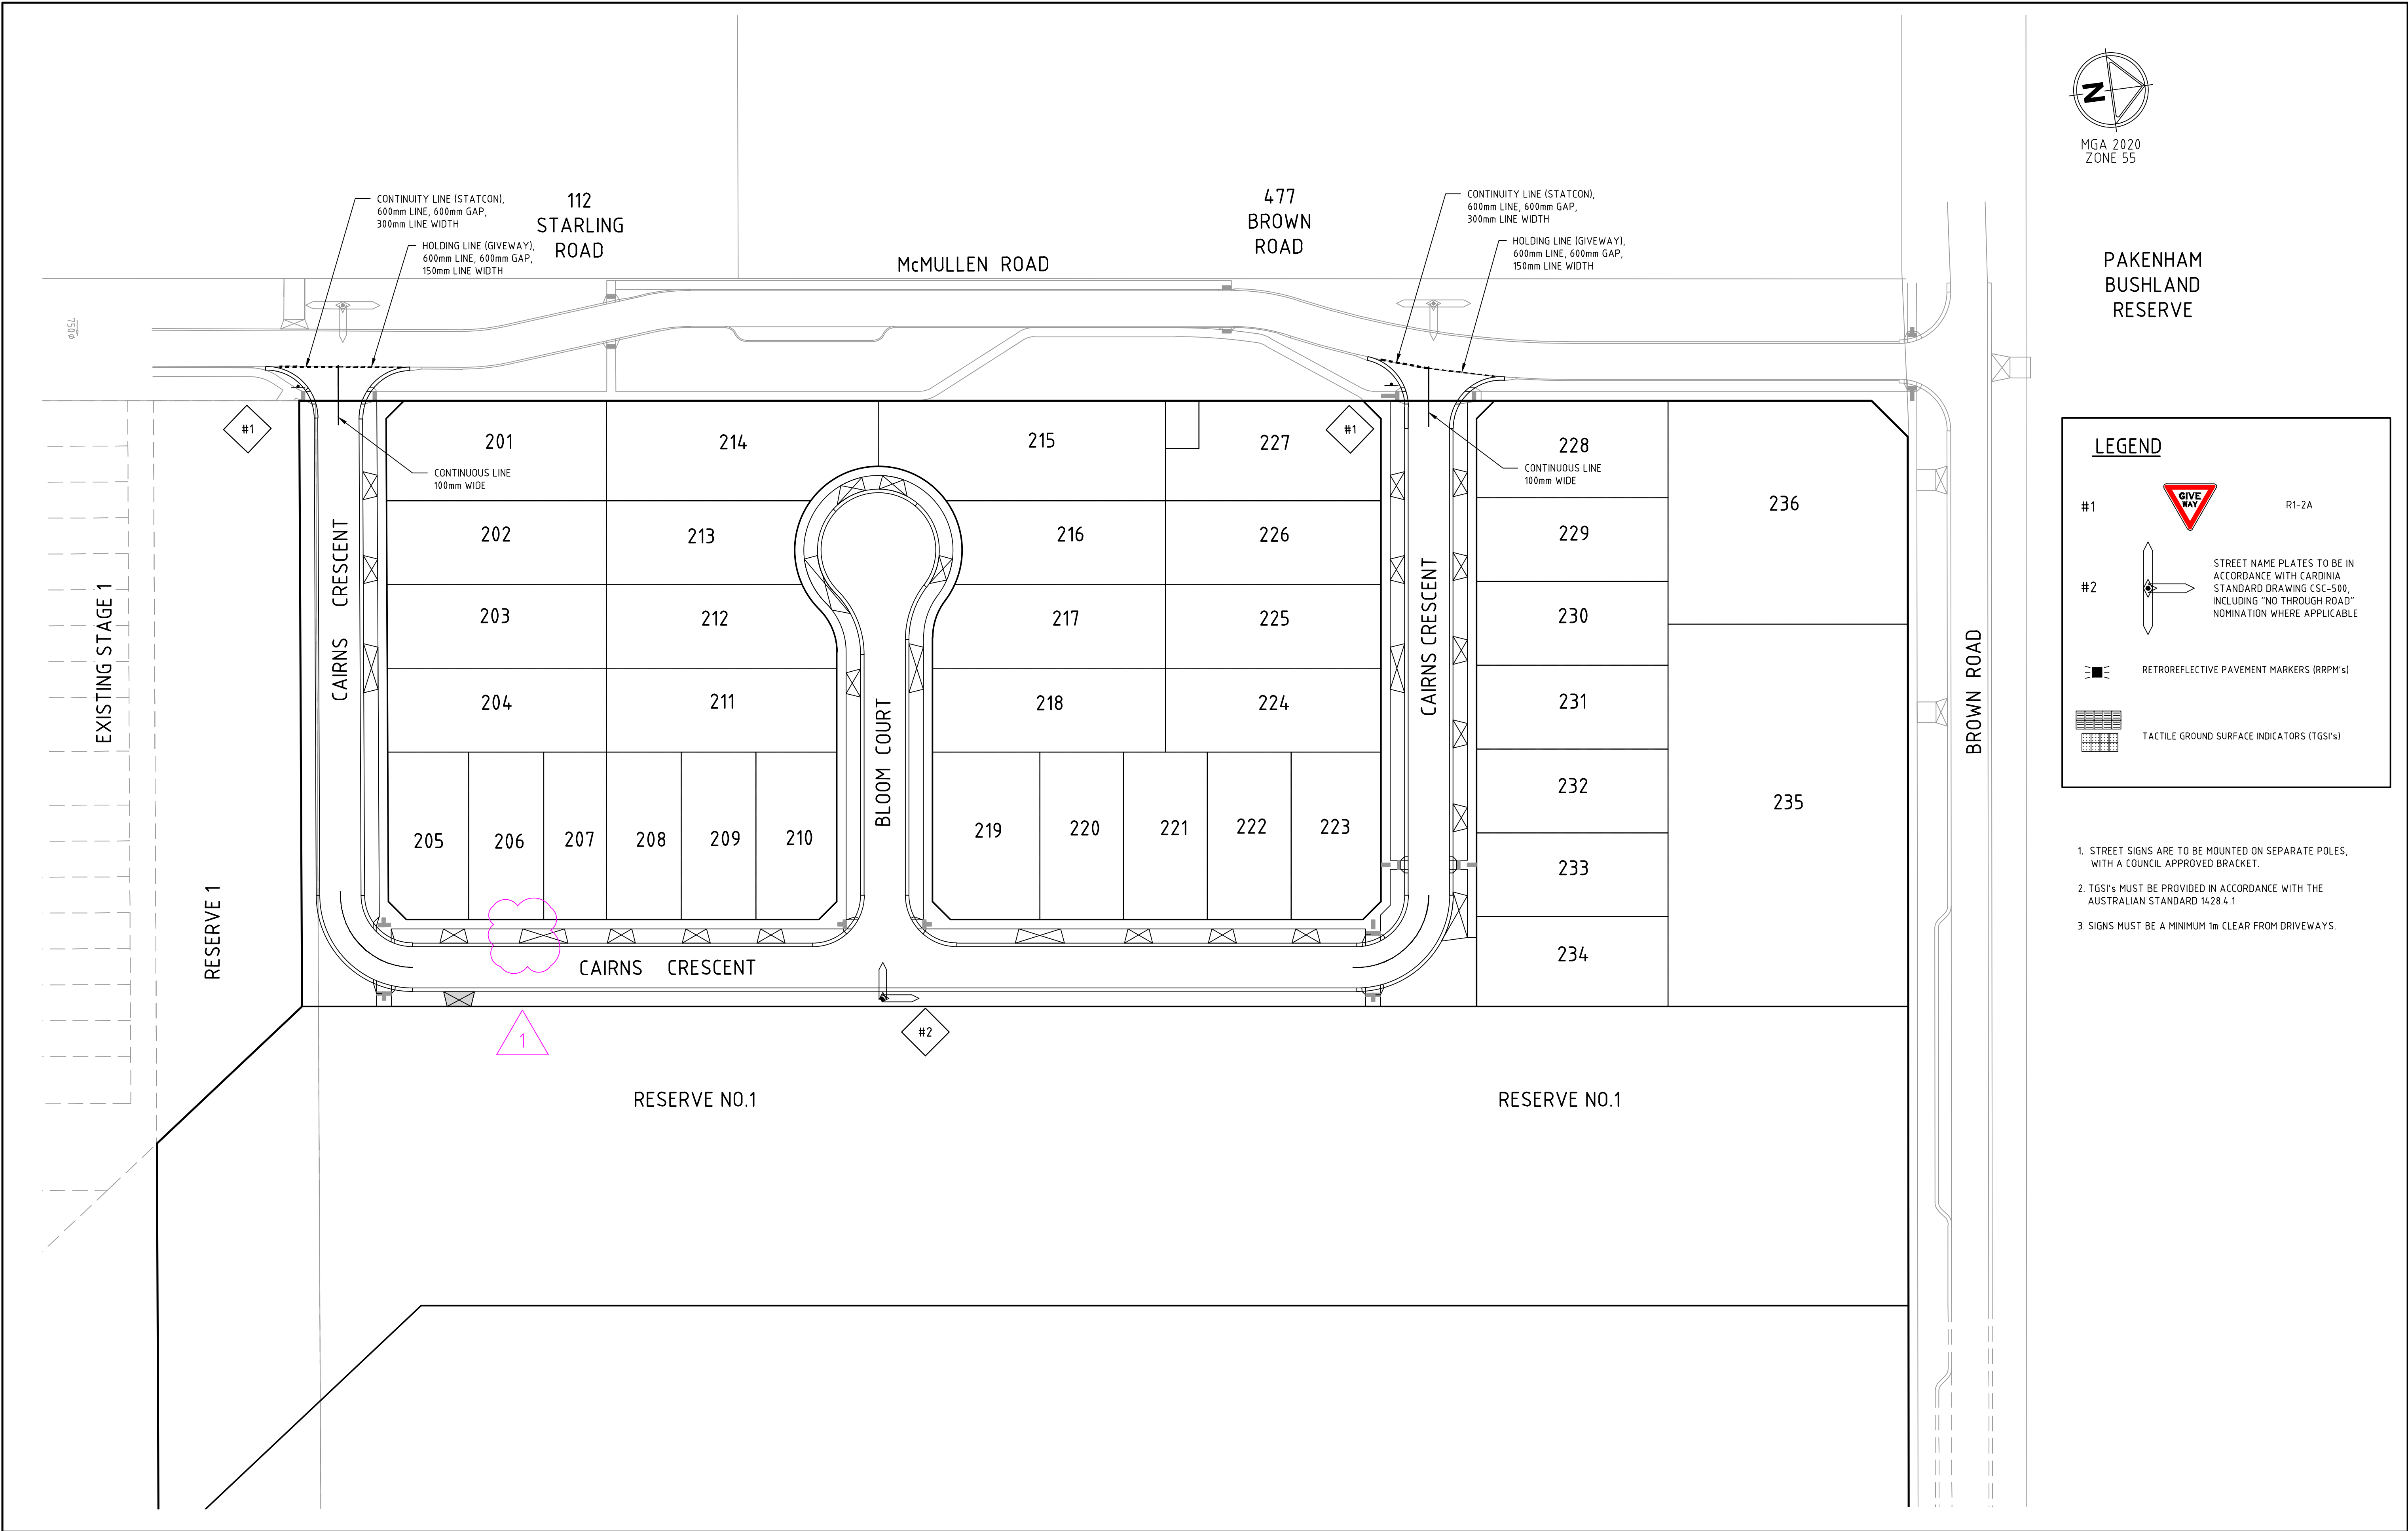 N
MGA 2020
ZONE 55
CONTINUITY LINE (STATCON),
600mm LINE, 600mm GAP,
300mm LINE WIDTH
112
STARLING
ROAD
HOLDING LINE (GIVEWAY),
600mm LINE, 600mm GAP,
150mm LINE WIDTH
McMULLEN ROAD
477
BROWN
ROAD
CONTINUITY LINE (STATCON),
600mm LINE, 600mm GAP,
300mm LINE WIDTH
HOLDING LINE (GIVEWAY),
600mm LINE, 600mm GAP,
150mm LINE WIDTH
PAKENHAM
BUSHLAND
RESERVE
750ø
#1
201
214
215
227
#1
228
CONTINUOUS LINE
100mm WIDE
CONTINUOUS LINE
100mm WIDE
236
202
213
216
226
229
203
212
217
225
230
204
211
218
224
231
205
206
207
208
209
210
219
220
221
222
223
232
235
233
234
EXISTING STAGE 1
RESERVE 1
CAIRNS CRESCENT
BLOOM COURT
CAIRNS CRESCENT
BROWN ROAD
CAIRNS CRESCENT
1
#2
RESERVE NO.1
RESERVE NO.1
LEGEND
#1
GIVE
WAY
R1-2A
#2
STREET NAME PLATES TO BE IN
ACCORDANCE WITH CARDINIA
STANDARD DRAWING CSC-500,
INCLUDING "NO THROUGH ROAD"
NOMINATION WHERE APPLICABLE
RETROREFLECTIVE PAVEMENT MARKERS (RRPM's)
TACTILE GROUND SURFACE INDICATORS (TGSI's)
1. STREET SIGNS ARE TO BE MOUNTED ON SEPARATE POLES,
WITH A COUNCIL APPROVED BRACKET.
2. TGSI's MUST BE PROVIDED IN ACCORDANCE WITH THE
AUSTRALIAN STANDARD 1428.4.1
3. SIGNS MUST BE A MINIMUM 1m CLEAR FROM DRIVEWAYS.